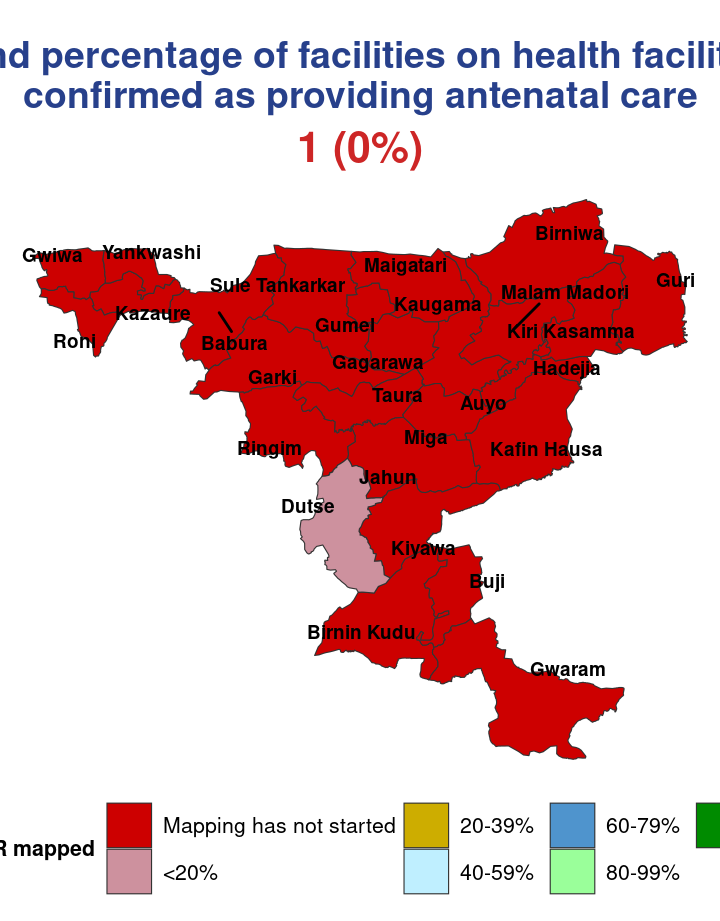 nd percentage of facilities on health facilit
confirmed as providing antenatal care
1 (0%)
Birniwa
Gwiwa
Yankwashi
Maigatari
Guri
Sule Tankarkar
Malam Madori
Kaugama
Kazaure
Gumel
Kiri Kasamma
Roni
Babura
Gagarawa
Hadejia
Garki
Taura
Auyo
Miga
Ringim
Kafin Hausa
Jahun
Dutse
Kiyawa
Buji
Birnin Kudu
Gwaram
R mapped
Mapping has not started
20-39%
60-79%
<20%
40-59%
80-99%